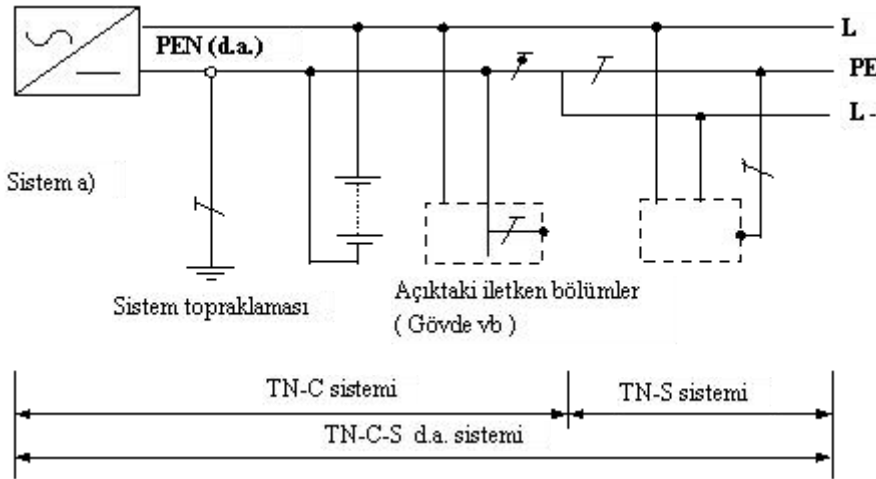 L
PEN (d.a.)
PE
L -
Sistem a)
Sistem topraklaması
Açıktaki iletken bölümler
( Gövde vb )
TN-C sistemi
TN-S sistemi
TN-C-S d.a. sistemi